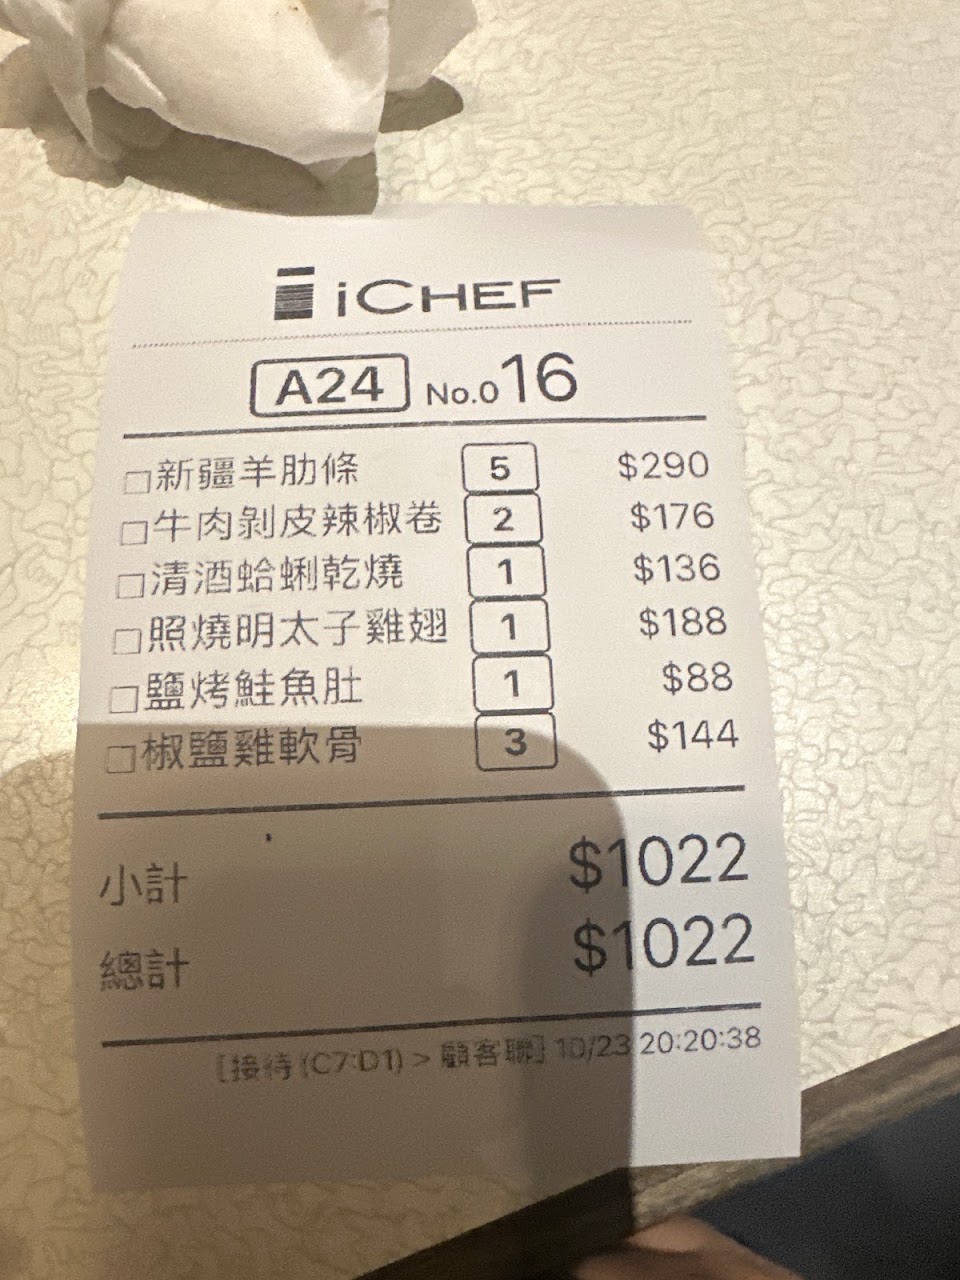 iCHEF
A24 No.016
□新疆羊肋條 5 $290
□牛肉剝皮辣椒卷 2 $176
□清酒蛤蜊乾燒 1 $136
□照燒明太子雞翅 1 $188
□鹽烤鮭魚肚 1 $88
□椒鹽雞軟骨 3 $144
小計 $1022
總計 $1022
[接待 (C7:D1) > 顧客聯] 10/23 20:20:38